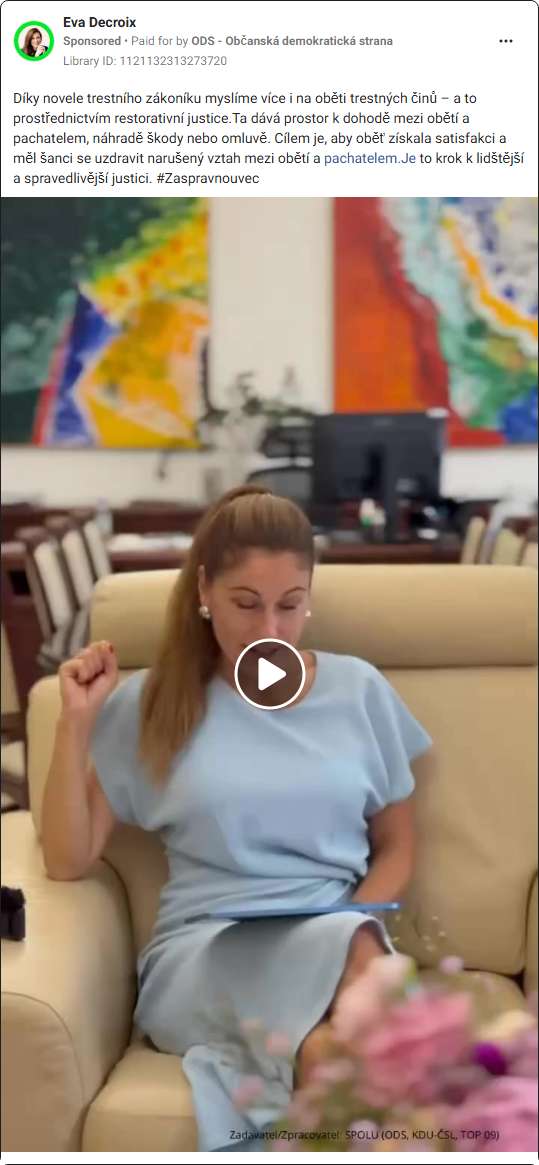 Eva Decroix
Sponsored • Paid for by ODS - Občanská demokratická strana
Library ID: 1121132313273720
Díky novele trestního zákoníku myslíme více i na oběti trestných činů – a to
prostřednictvím restorativní justice.Ta dává prostor k dohodě mezi obětí a
pachatelem, náhradě škody nebo omluvě. Cílem je, aby oběť získala satisfakci a
měl šanci se uzdravit narušený vztah mezi obětí a pachatelem.Je to krok k lidštější
a spravedlivější justici. #Zaspravnouvec
Zadavatel/Zpracovatel: SPOLU (ODS, KDU-ČSL, TOP 09)